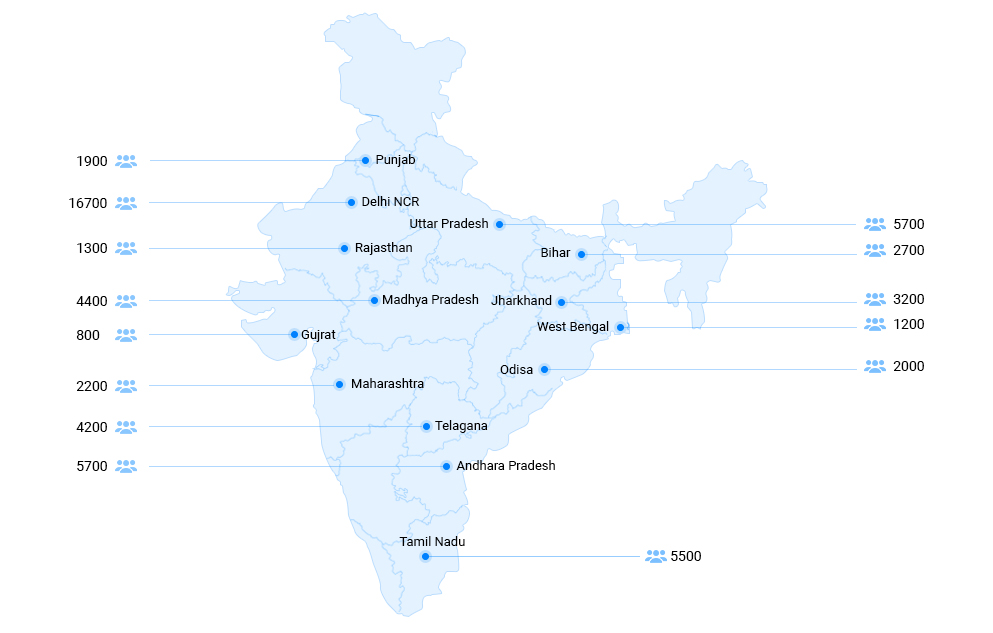 1900 Punjab
16700 Delhi NCR
Uttar Pradesh 5700
1300 Rajasthan
Bihar 2700
4400 Madhya Pradesh
Jharkhand 3200
West Bengal 1200
800 Gujrat
Odisa 2000
2200 Maharashtra
4200 Telagana
5700 Andhara Pradesh
Tamil Nadu
5500